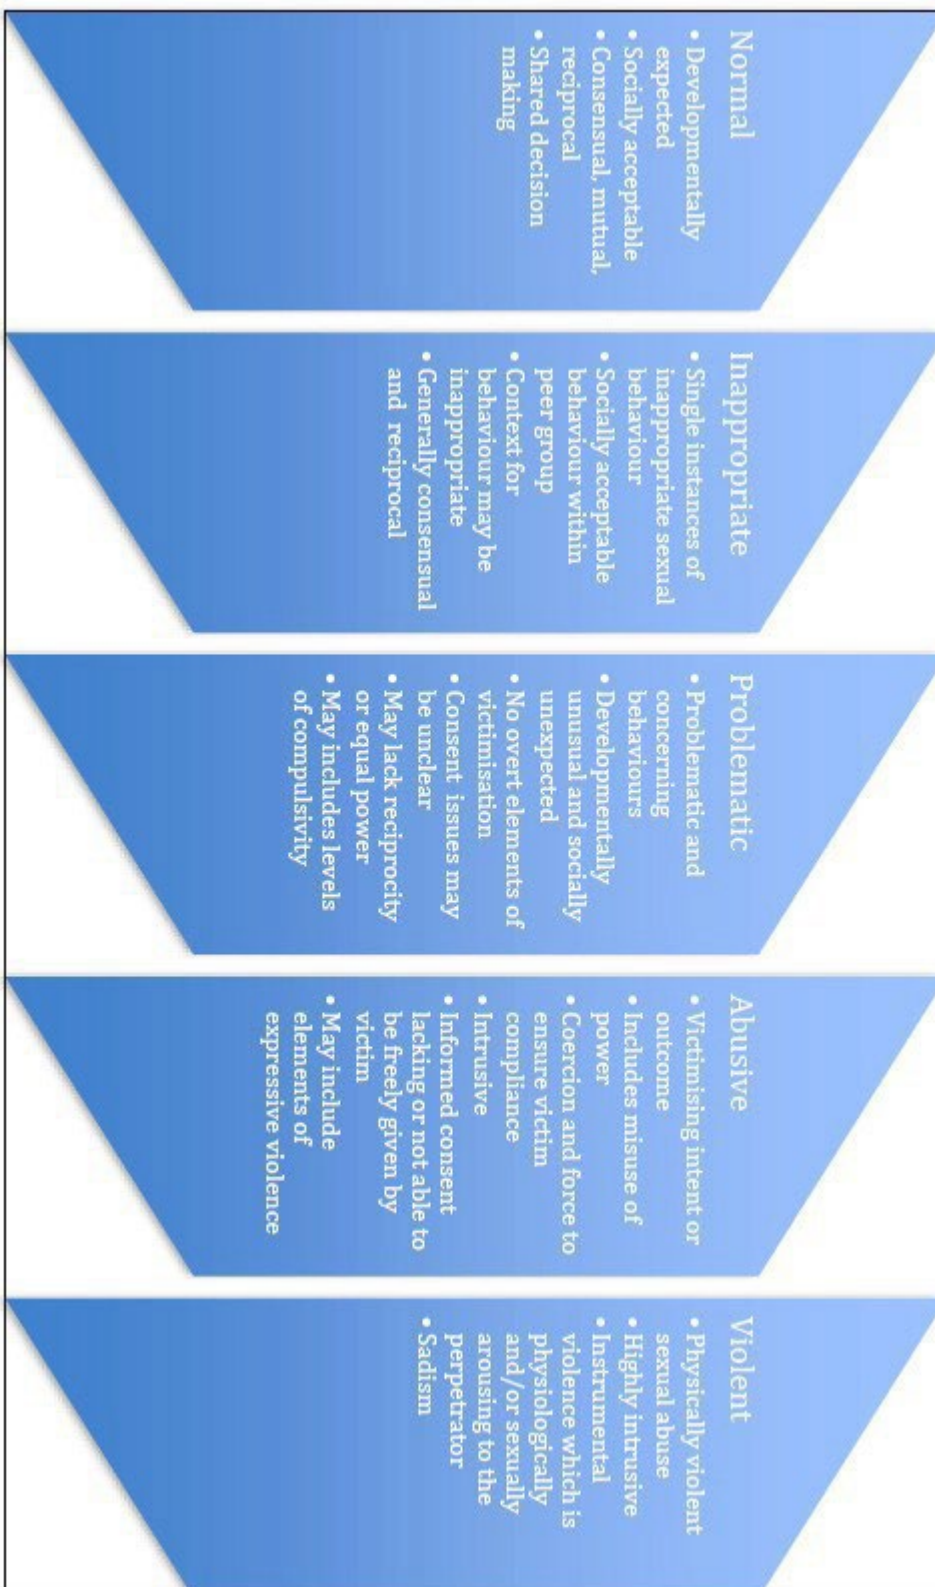 Normal
• Developmentally
expected
• Socially acceptable
• Consensual, mutual,
reciprocal
• Shared decision
making
Inappropriate
• Single instances of
inappropriate sexual
behaviour
• Socially acceptable
behaviour within
peer group
• Context for
behaviour may be
inappropriate
• Generally consensual
and reciprocal
Problematic
• Problematic and
concerning
behaviours
• Developmentally
unusual and socially
unexpected
• No overt elements of
victimisation
• Consent issues may
be unclear
• May lack reciprocity
or equal power
• May includes levels
of compulsivity
Abusive
• Victimising intent or
outcome
• Includes misuse of
power
• Coercion and force to
ensure victim
compliance
• Intrusive
• Informed consent
lacking or not able to
be freely given by
victim
• May include
elements of
expressive violence
Violent
• Physically violent
sexual abuse
• Highly intrusive
• Instrumental
violence which is
physiologically
and/or sexually
arousing to the
perpetrator
• Sadism